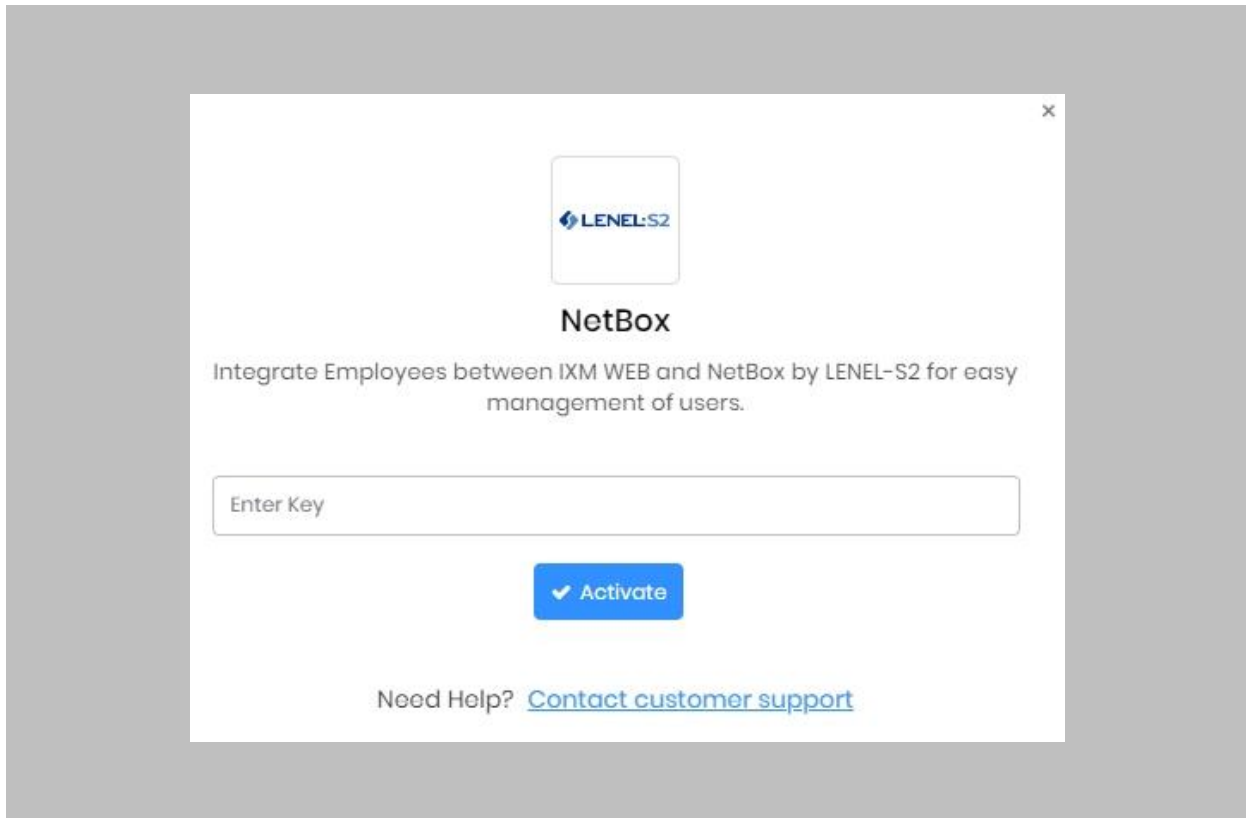 ×
LENEL:S2
NetBox
Integrate Employees between IXM WEB and NetBox by LENEL-S2 for easy
management of users.
Enter Key
✔ Activate
Need Help? Contact customer support